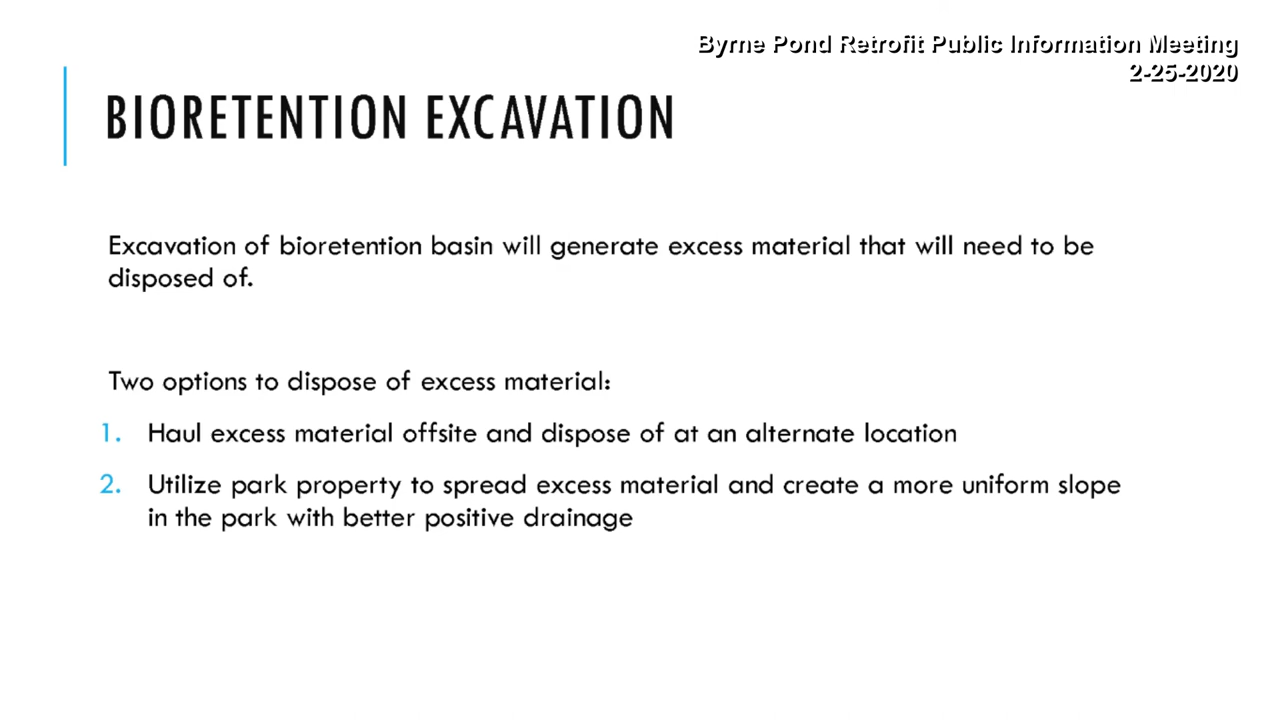 Byrne Pond Retrofit Public Information Meeting
2-25-2020
BIORETENTION EXCAVATION
Excavation of bioretention basin will generate excess material that will need to be
disposed of.
Two options to dispose of excess material:
1. Haul excess material offsite and dispose of at an alternate location
2. Utilize park property to spread excess material and create a more uniform slope
in the park with better positive drainage